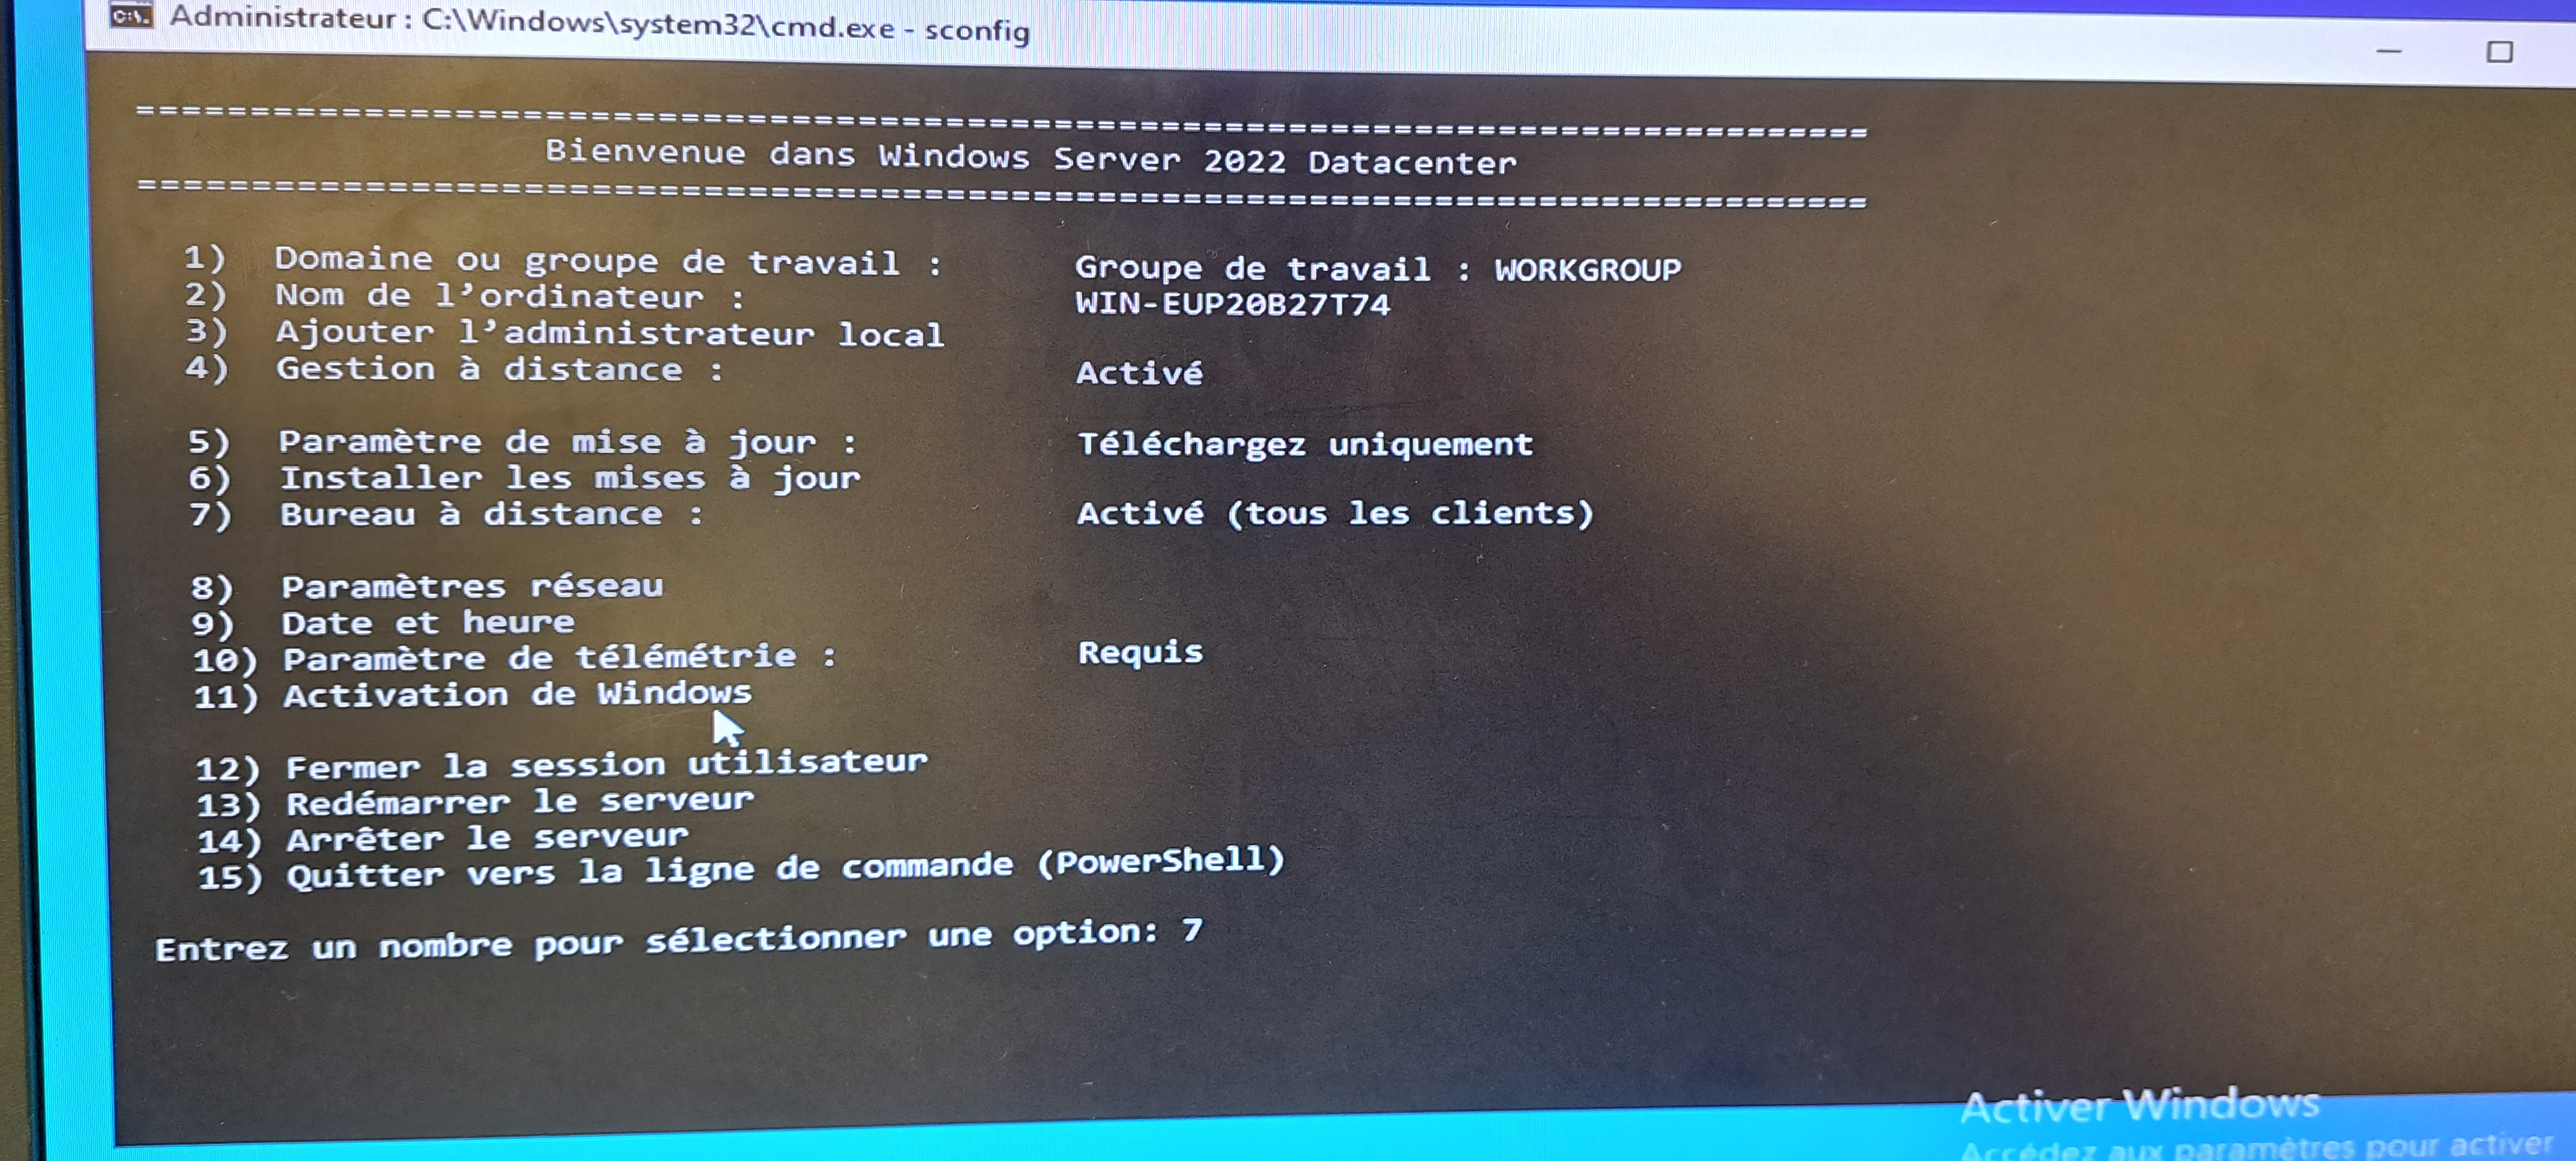 Administrateur : C:\Windows\system32\cmd.exe - sconfig
================================================================================
Bienvenue dans Windows Server 2022 Datacenter
================================================================================
1) Domaine ou groupe de travail : Groupe de travail : WORKGROUP
2) Nom de l'ordinateur : WIN-EUP20B27T74
3) Ajouter l'administrateur local
4) Gestion à distance : Activé
5) Paramètre de mise à jour : Téléchargez uniquement
6) Installer les mises à jour
7) Bureau à distance : Activé (tous les clients)
8) Paramètres réseau
9) Date et heure
10) Paramètre de télémétrie : Requis
11) Activation de Windows
12) Fermer la session utilisateur
13) Redémarrer le serveur
14) Arrêter le serveur
15) Quitter vers la ligne de commande (PowerShell)
Entrez un nombre pour sélectionner une option: 7
Activer Windows
Accédez aux paramètres pour activer